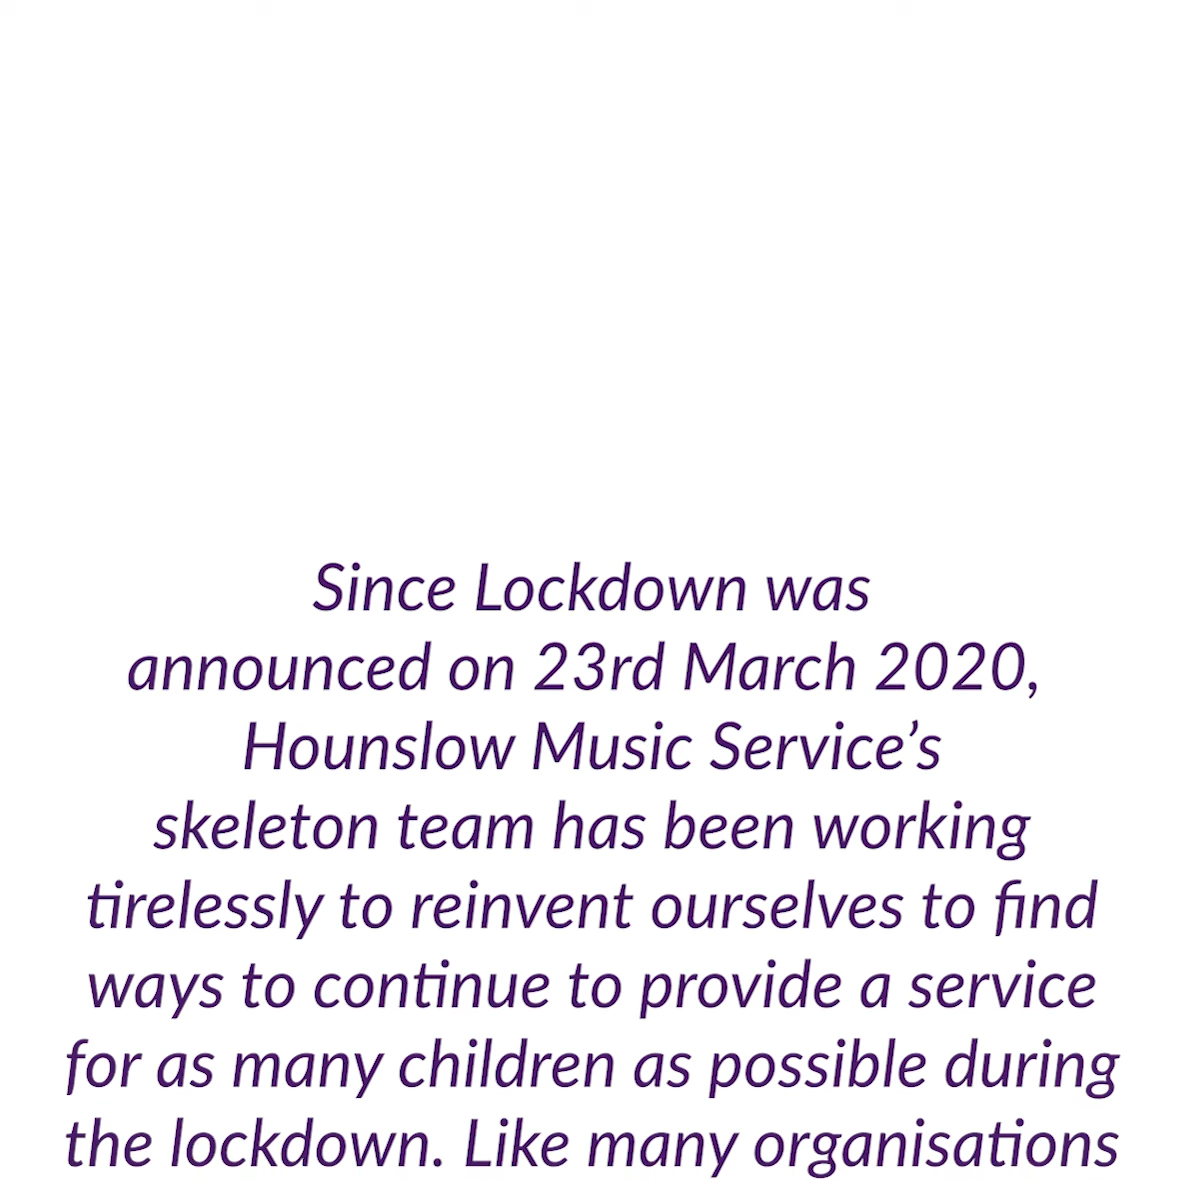 Since Lockdown was
announced on 23rd March 2020,
Hounslow Music Service’s
skeleton team has been working
tirelessly to reinvent ourselves to find
ways to continue to provide a service
for as many children as possible during
the lockdown. Like many organisations